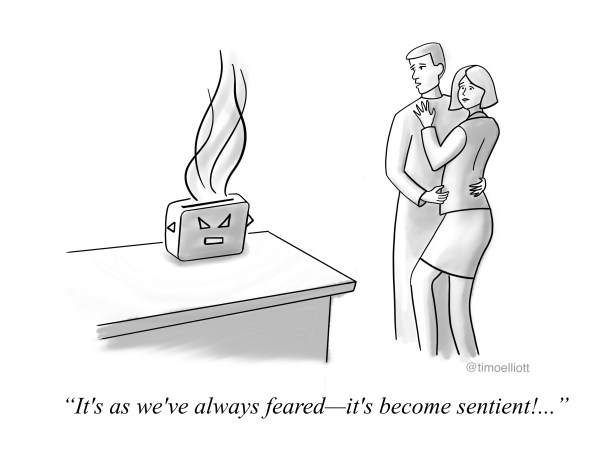 @timoelliott
“It's as we've always feared—it's become sentient!...”